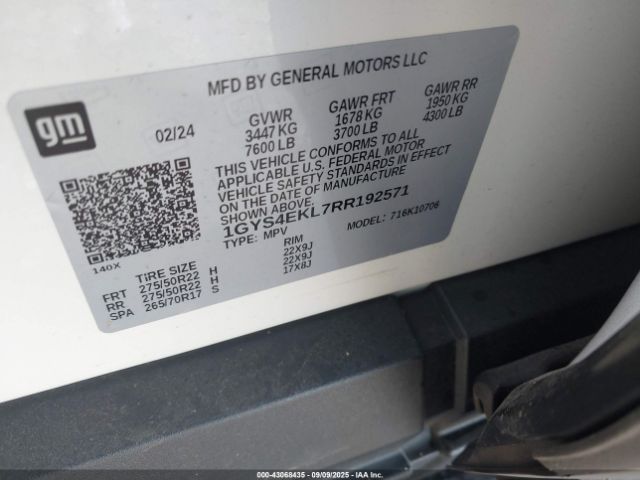 MFD BY GENERAL MOTORS LLC
gm
02/24
GVWR
3447 KG
7600 LB
GAWR FRT
1678 KG
3700 LB
GAWR RR
1950 KG
4300 LB
THIS VEHICLE CONFORMS TO ALL
APPLICABLE U.S. FEDERAL MOTOR
VEHICLE SAFETY STANDARDS IN EFFECT
ON THE DATE OF MANUFACTURE
SHOWN ABOVE.
1GYS4EKL7RR192571
TYPE: MPV
MODEL: 716K10706
140X
TIRE SIZE
RIM
FRT 275/50R22 H 22X9J
RR 275/50R22 H 22X9J
SPA 265/70R17 S 17X8J
000-43068435 - 09/09/2025 - IAA Inc.